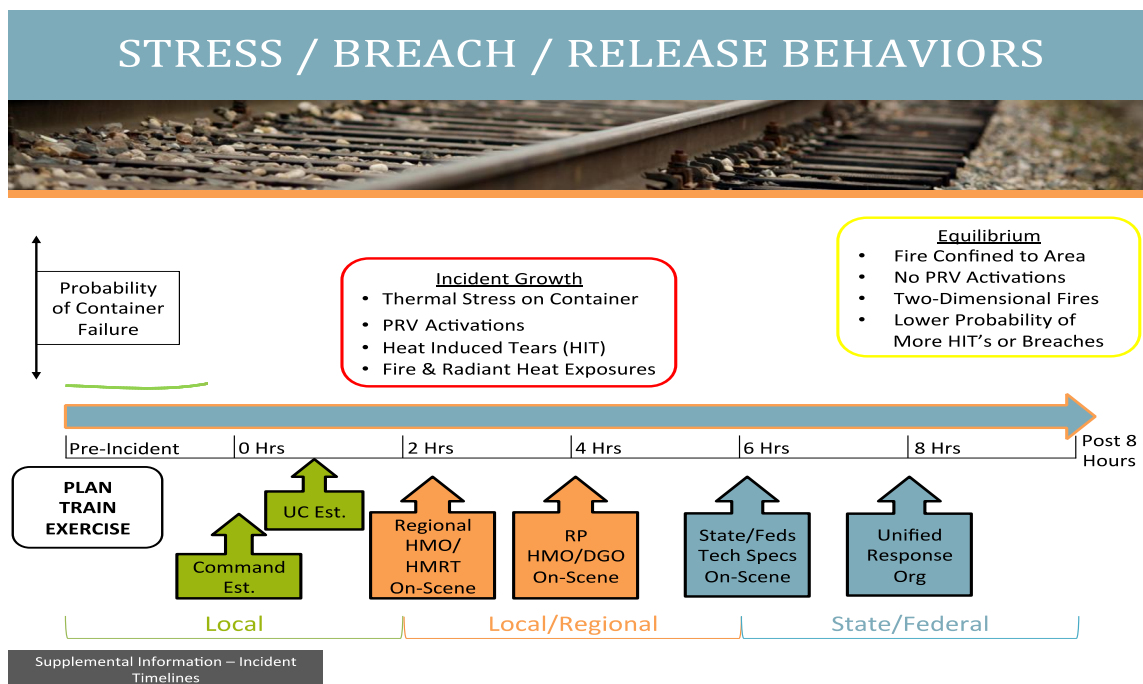 STRESS / BREACH / RELEASE BEHAVIORS
Probability
of Container
Failure
Incident Growth
• Thermal Stress on Container
• PRV Activations
• Heat Induced Tears (HIT)
• Fire & Radiant Heat Exposures
Equilibrium
• Fire Confined to Area
• No PRV Activations
• Two-Dimensional Fires
• Lower Probability of
More HIT's or Breaches
Pre-Incident
0 Hrs
2 Hrs
4 Hrs
6 Hrs
8 Hrs
Post 8
Hours
PLAN
TRAIN
EXERCISE
Command
Est.
UC Est.
Regional
HMO/
HMRT
On-Scene
RP
HMO/DGO
On-Scene
State/Feds
Tech Specs
On-Scene
Unified
Response
Org
Local
Local/Regional
State/Federal
Supplemental Information – Incident
Timelines